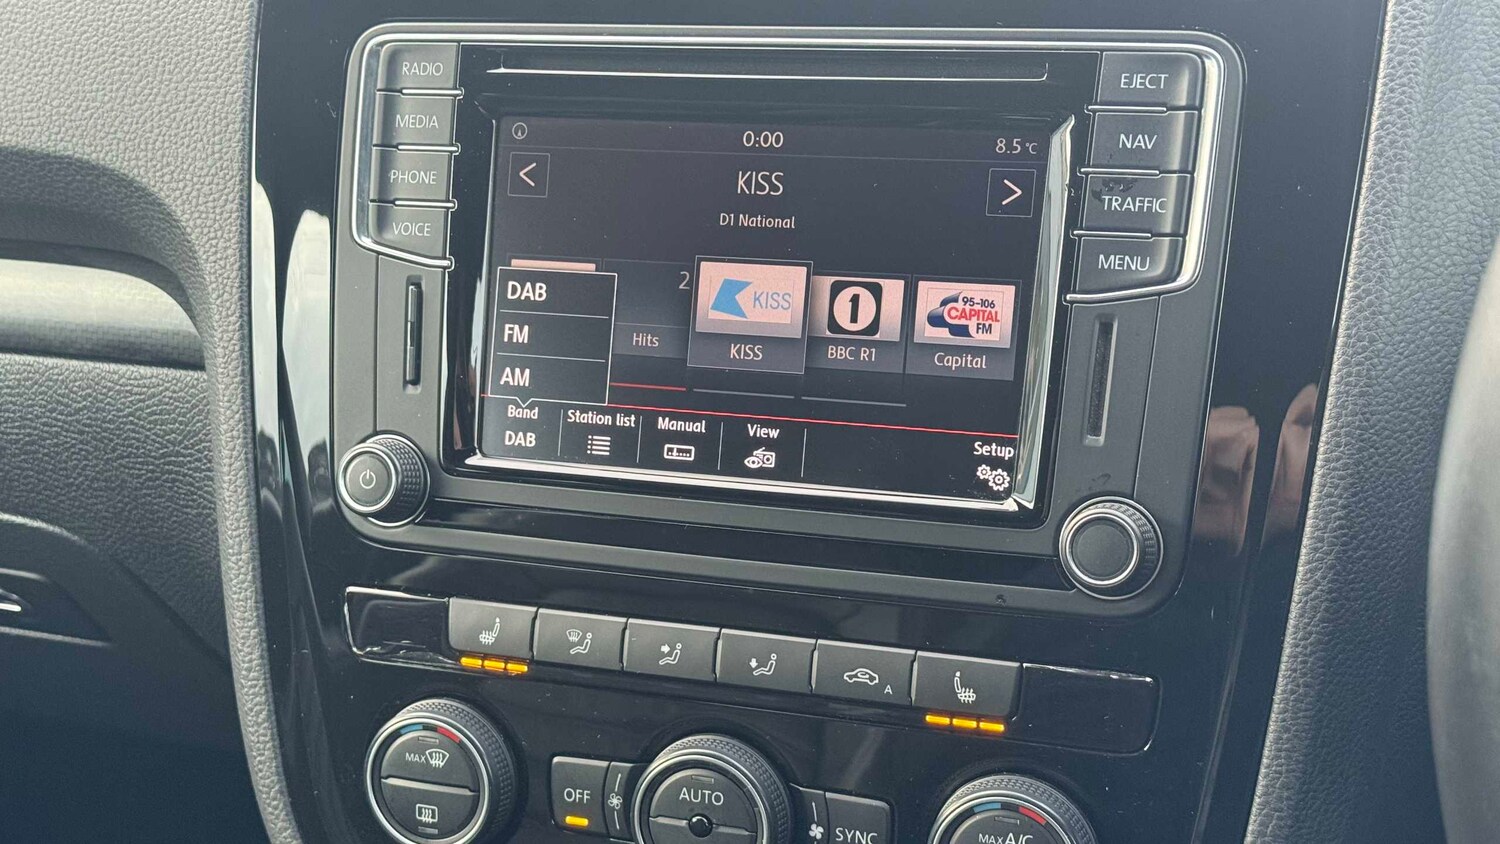 RADIO
MEDIA
PHONE
VOICE
EJECT
NAV
TRAFFIC
MENU
0:00
8.5 °C
<
KISS
>
D1 National
DAB
FM
AM
2
Hits
KISS
KISS
1
BBC R1
95-106
CAPITAL
FM
Capital
Band
DAB
Station list
Manual
View
Setup
A
MAX
OFF
AUTO
SYNC
MAX A/C